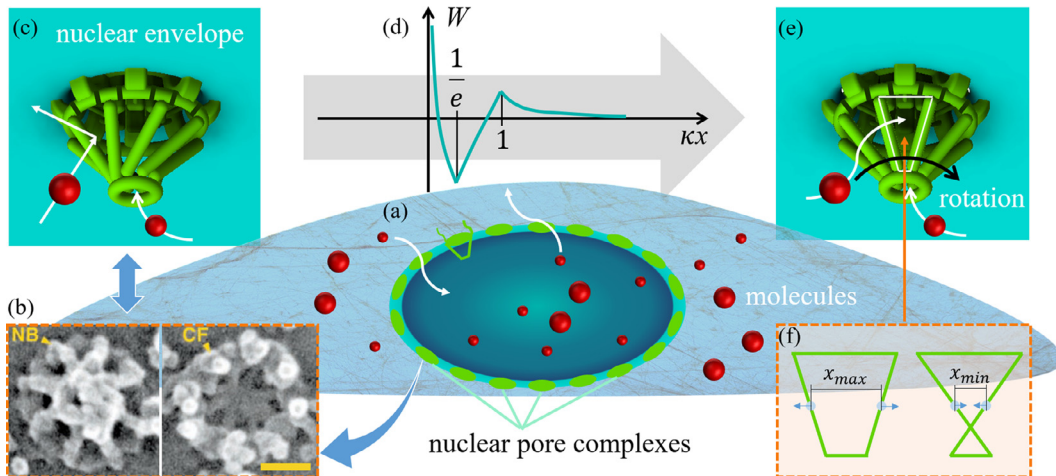 (c)
nuclear envelope
(d)
W
1
e
1
κx
(e)
rotation
(a)
molecules
(b)
NB
CF
nuclear pore complexes
(f)
x_max
x_min